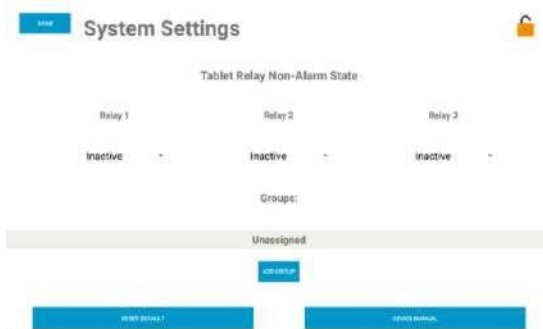 System Settings
Tablet Relay Non-Alarm State
Relay 1 Relay 2 Relay 3
Inactive Inactive Inactive
Groups:
Unassigned
ADD GROUP
RESET DEFAULT DEVICE MANUAL